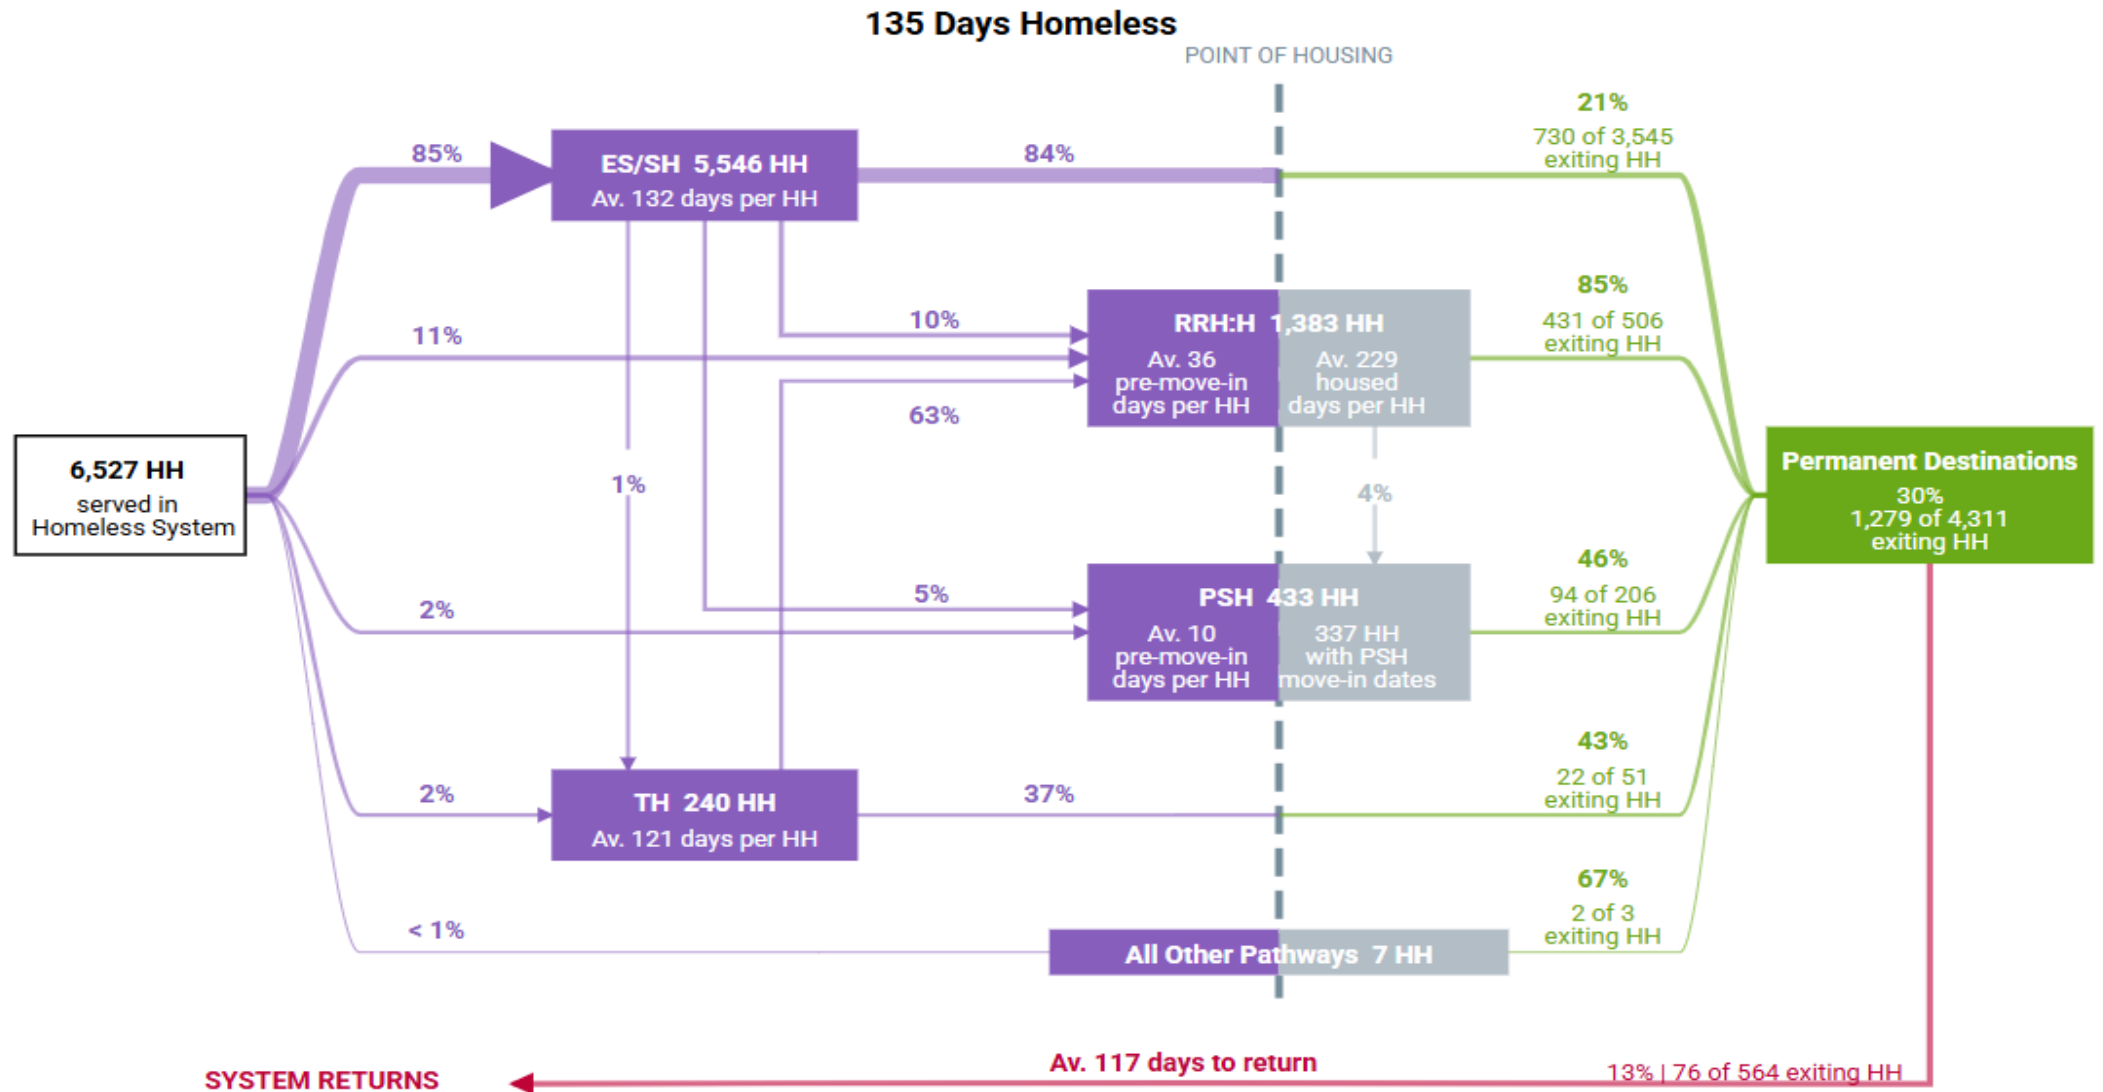 135 Days Homeless
POINT OF HOUSING
21%
730 of 3,545
exiting HH
85%
ES/SH 5,546 HH
Av. 132 days per HH
84%
85%
431 of 506
exiting HH
11%
10%
RRH:H 1,383 HH
Av. 36
pre-move-in
days per HH
Av. 229
housed
days per HH
63%
6,527 HH
served in
Homeless System
1%
4%
Permanent Destinations
30%
1,279 of 4,311
exiting HH
46%
94 of 206
exiting HH
2%
5%
PSH 433 HH
Av. 10
pre-move-in
days per HH
337 HH
with PSH
move-in dates
43%
22 of 51
exiting HH
2%
TH 240 HH
Av. 121 days per HH
37%
67%
2 of 3
exiting HH
< 1%
All Other Pathways 7 HH
Av. 117 days to return
13% | 76 of 564 exiting HH
SYSTEM RETURNS